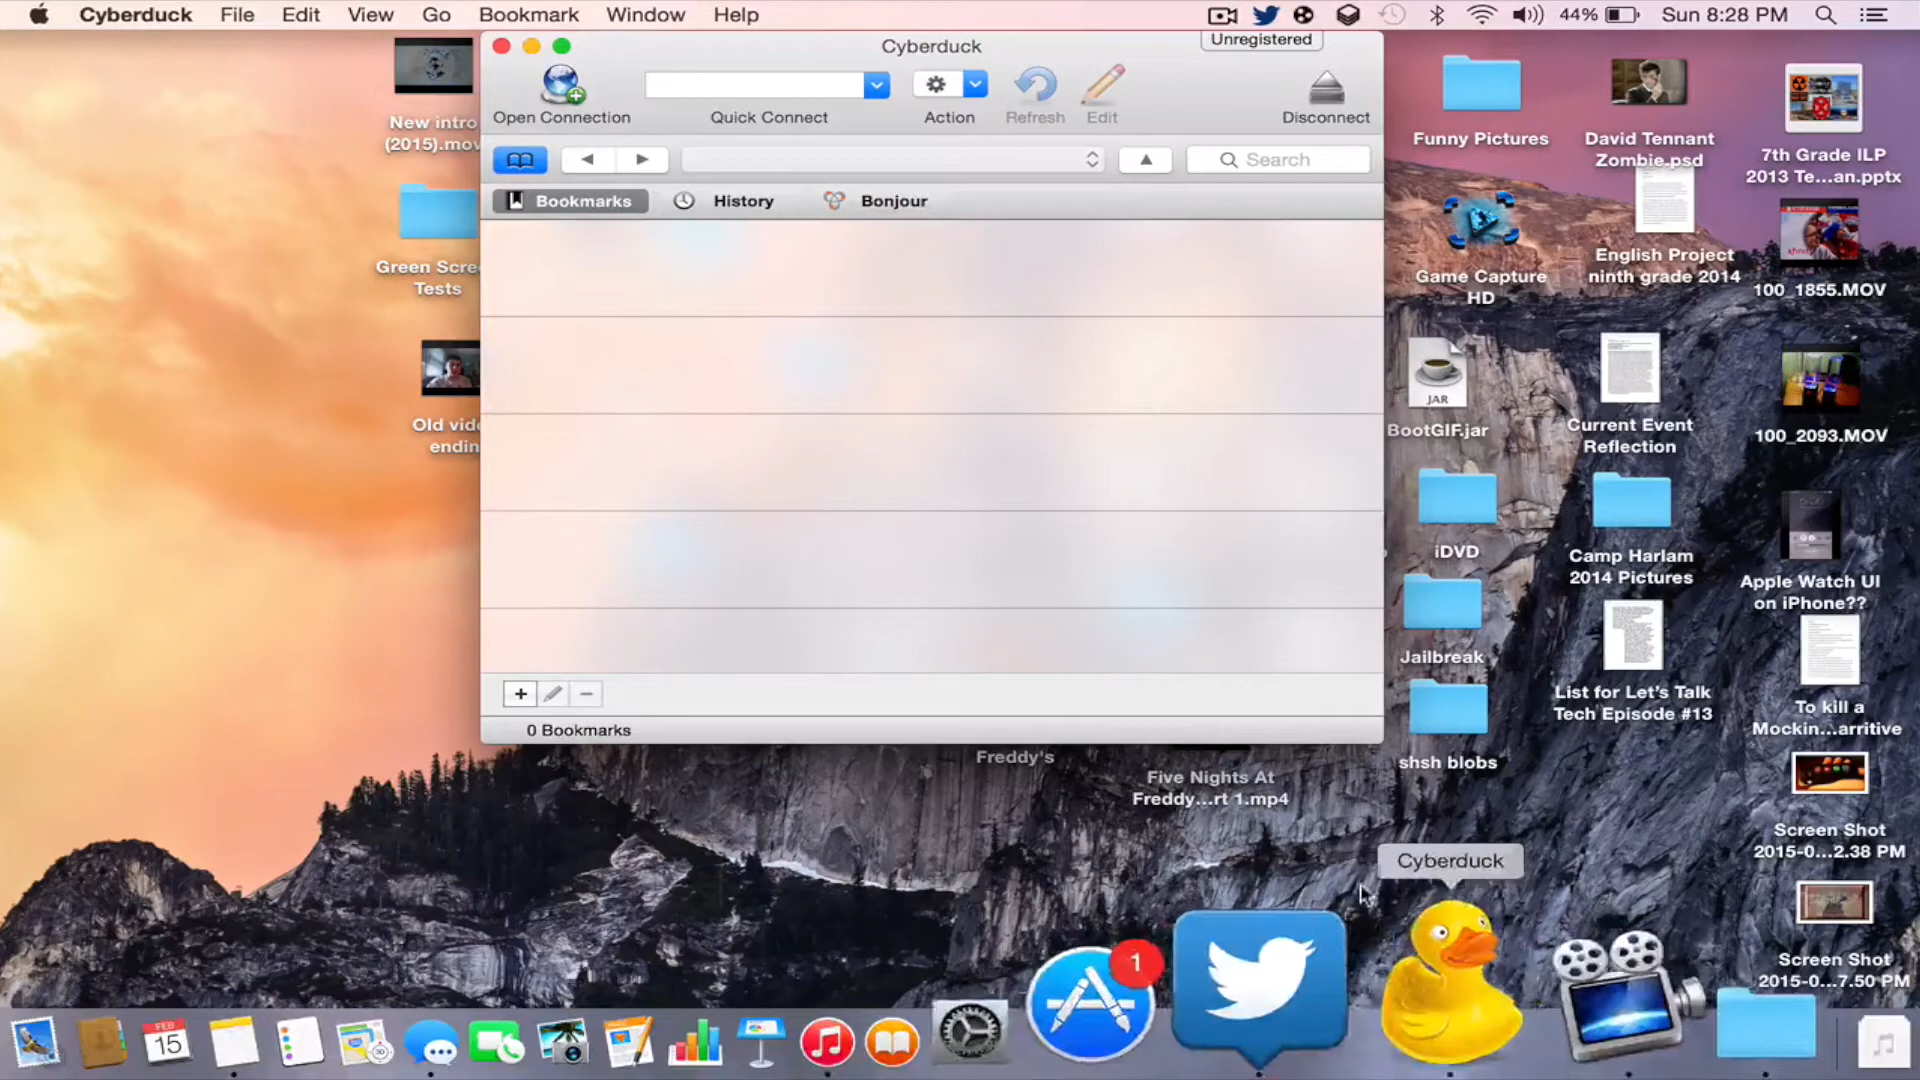 Cyberduck File Edit View Go Bookmark Window Help 44% Sun 8:28 PM
Cyberduck
Unregistered
Open Connection
Quick Connect
Action
Refresh
Edit
Disconnect
Search
Bookmarks
History
Bonjour
0 Bookmarks
New intro
(2015).mov
Green Scre
Tests
Old vid
endin
Funny Pictures
David Tennant
Zombie.psd
7th Grade ILP
2013 Te...an.pptx
Game Capture
HD
English Project
ninth grade 2014
100_1855.MOV
JAR
BootGIF.jar
Current Event
Reflection
100_2093.MOV
iDVD
Camp Harlam
2014 Pictures
Apple Watch UI
on iPhone??
Jailbreak
List for Let's Talk
Tech Episode #13
To kill a
Mockin...arritive
shsh blobs
Freddy's
Five Nights At
Freddy...rt 1.mp4
Screen Shot
2015-0...2.38 PM
Screen Shot
2015-0...7.50 PM
Cyberduck
1
FEB
15